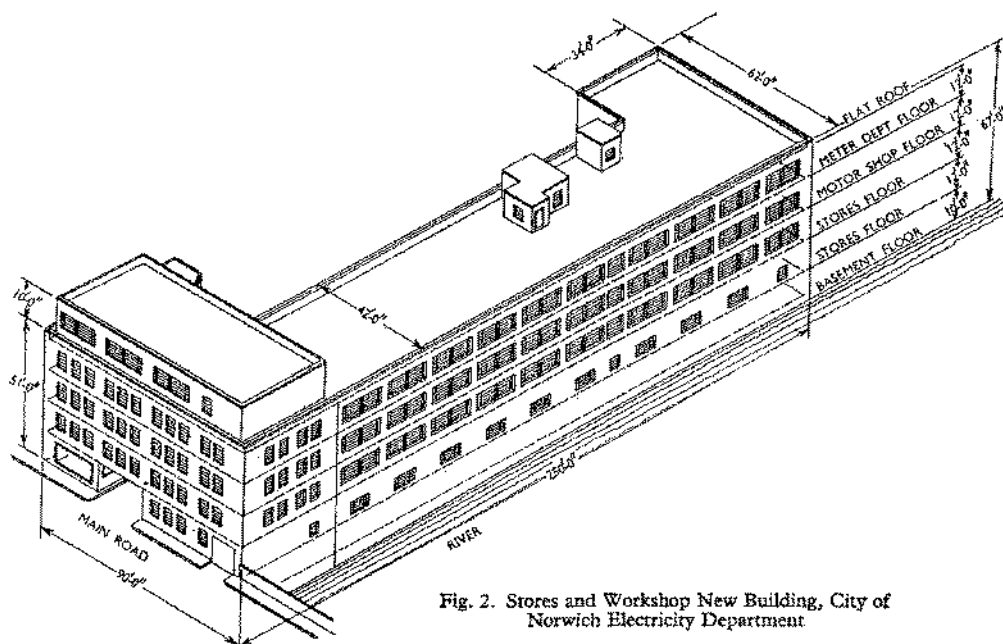 62'-0"
FLAT ROOF
METER DEPT FLOOR
67'-0"
MOTOR SHOP FLOOR
STORES FLOOR
STORES FLOOR
10'-0"
BASEMENT FLOOR
10'-0"
42'-0"
51'-0"
RIVER
MAIN ROAD
90'-0"
Fig. 2. Stores and Workshop New Building, City of
Norwich Electricity Department